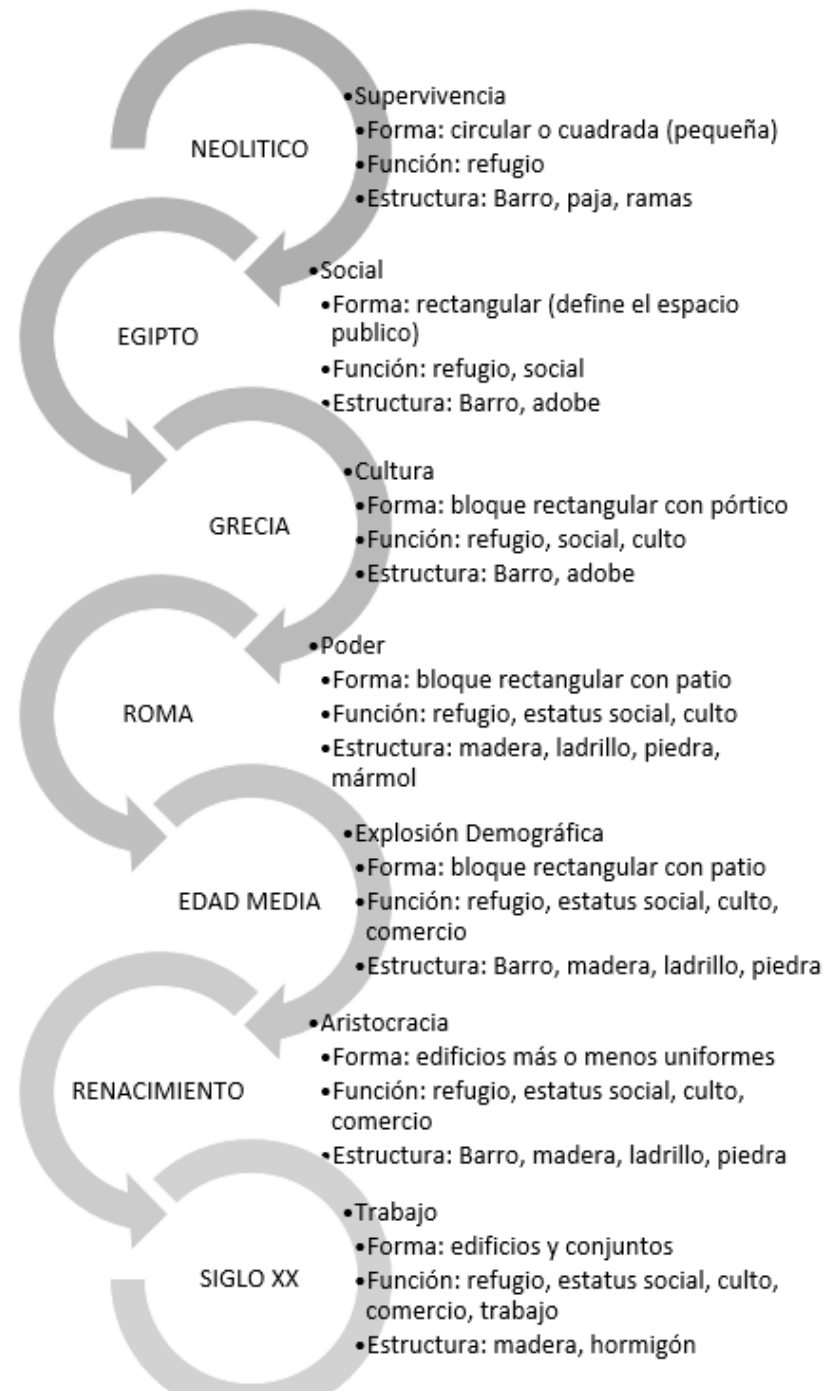 NEOLITICO
•Supervivencia
•Forma: circular o cuadrada (pequeña)
•Función: refugio
•Estructura: Barro, paja, ramas
EGIPTO
•Social
•Forma: rectangular (define el espacio
publico)
•Función: refugio, social
•Estructura: Barro, adobe
GRECIA
•Cultura
•Forma: bloque rectangular con pórtico
•Función: refugio, social, culto
•Estructura: Barro, adobe
ROMA
•Poder
•Forma: bloque rectangular con patio
•Función: refugio, estatus social, culto
•Estructura: madera, ladrillo, piedra,
mármol
EDAD MEDIA
•Explosión Demográfica
•Forma: bloque rectangular con patio
•Función: refugio, estatus social, culto,
comercio
•Estructura: Barro, madera, ladrillo, piedra
RENACIMIENTO
•Aristocracia
•Forma: edificios más o menos uniformes
•Función: refugio, estatus social, culto,
comercio
•Estructura: Barro, madera, ladrillo, piedra
SIGLO XX
•Trabajo
•Forma: edificios y conjuntos
•Función: refugio, estatus social, culto,
comercio, trabajo
•Estructura: madera, hormigón